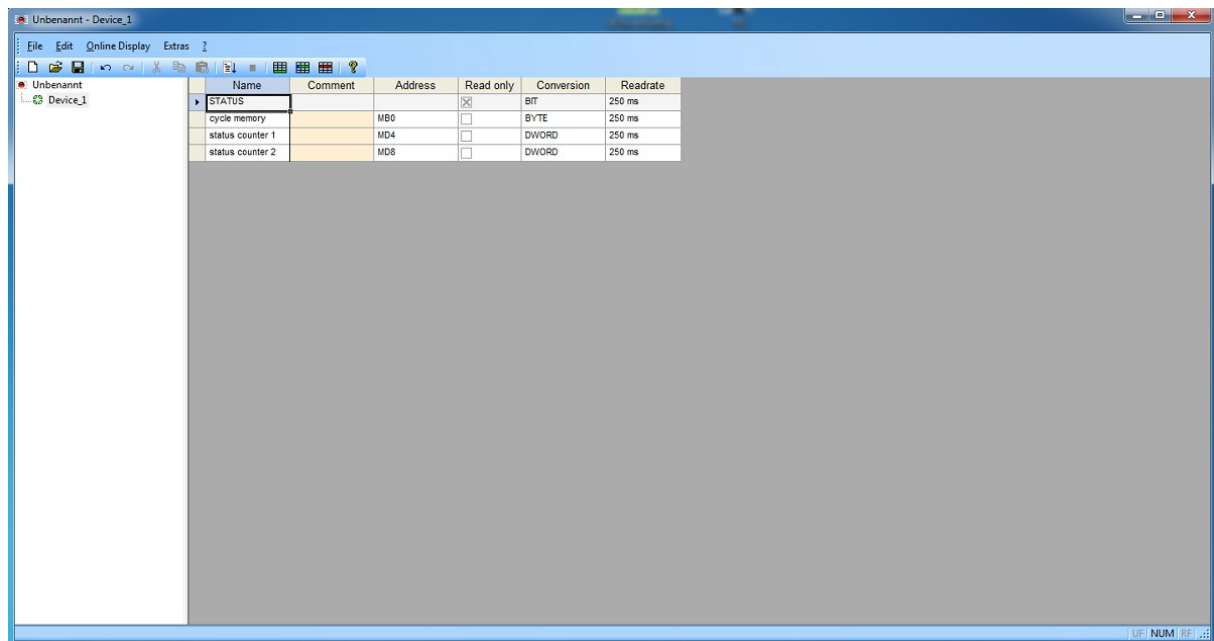 Unbenannt - Device_1
File Edit Online Display Extras ?
Unbenannt
Device_1
Name Comment Address Read only Conversion Readrate
STATUS BIT 250 ms
cycle memory MB0 BYTE 250 ms
status counter 1 MD4 DWORD 250 ms
status counter 2 MD8 DWORD 250 ms
UF NUM RF